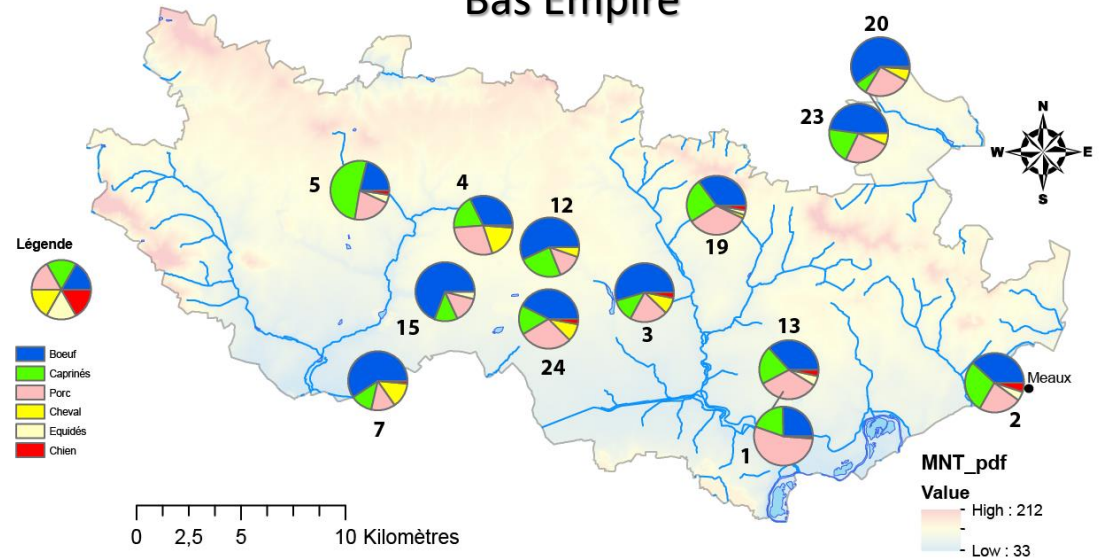 Bas Empire
20
23
N
W
E
S
5
4
12
19
Légende
15
24
3
13
Boeuf
Caprinés
Porc
Cheval
Equidés
Chien
7
1
Meaux
2
MNT_pdf
Value
High : 212
Low : 33
0 2,5 5 10 Kilomètres